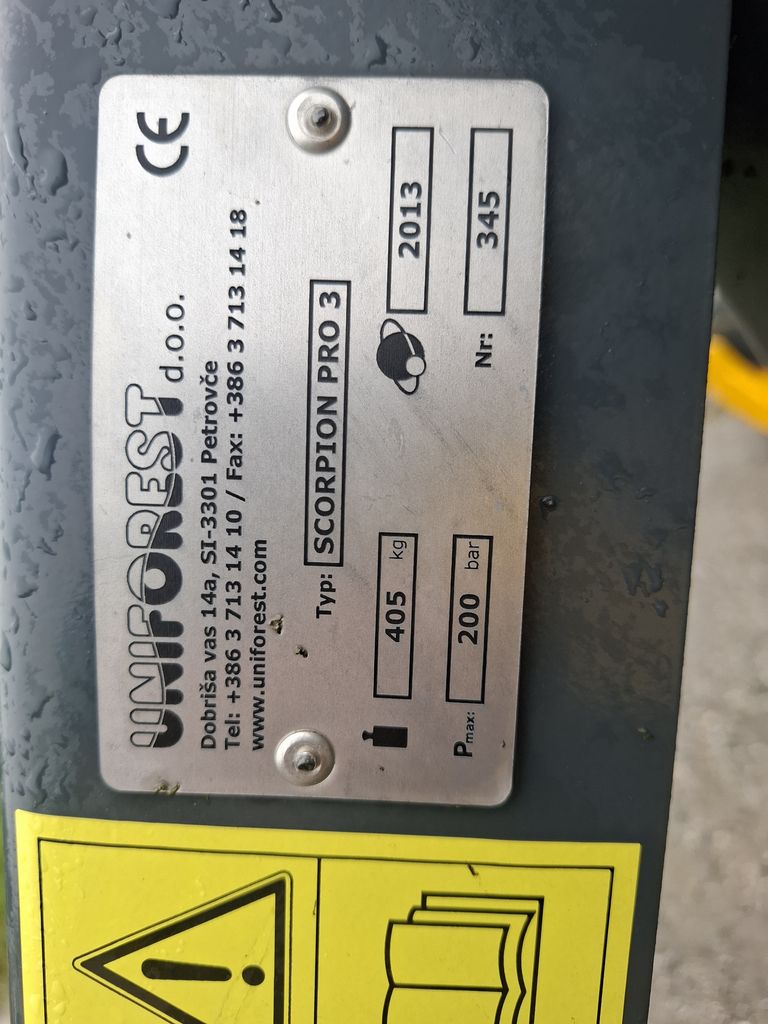 CE
UNIFOREST d.o.o.
Dobriša vas 14a, SI-3301 Petrovče
Tel: +386 3 713 14 10 / Fax: +386 3 713 14 18
www.uniforest.com
Typ: SCORPION PRO 3
405 kg 2013
Pmax: 200 bar Nr: 345